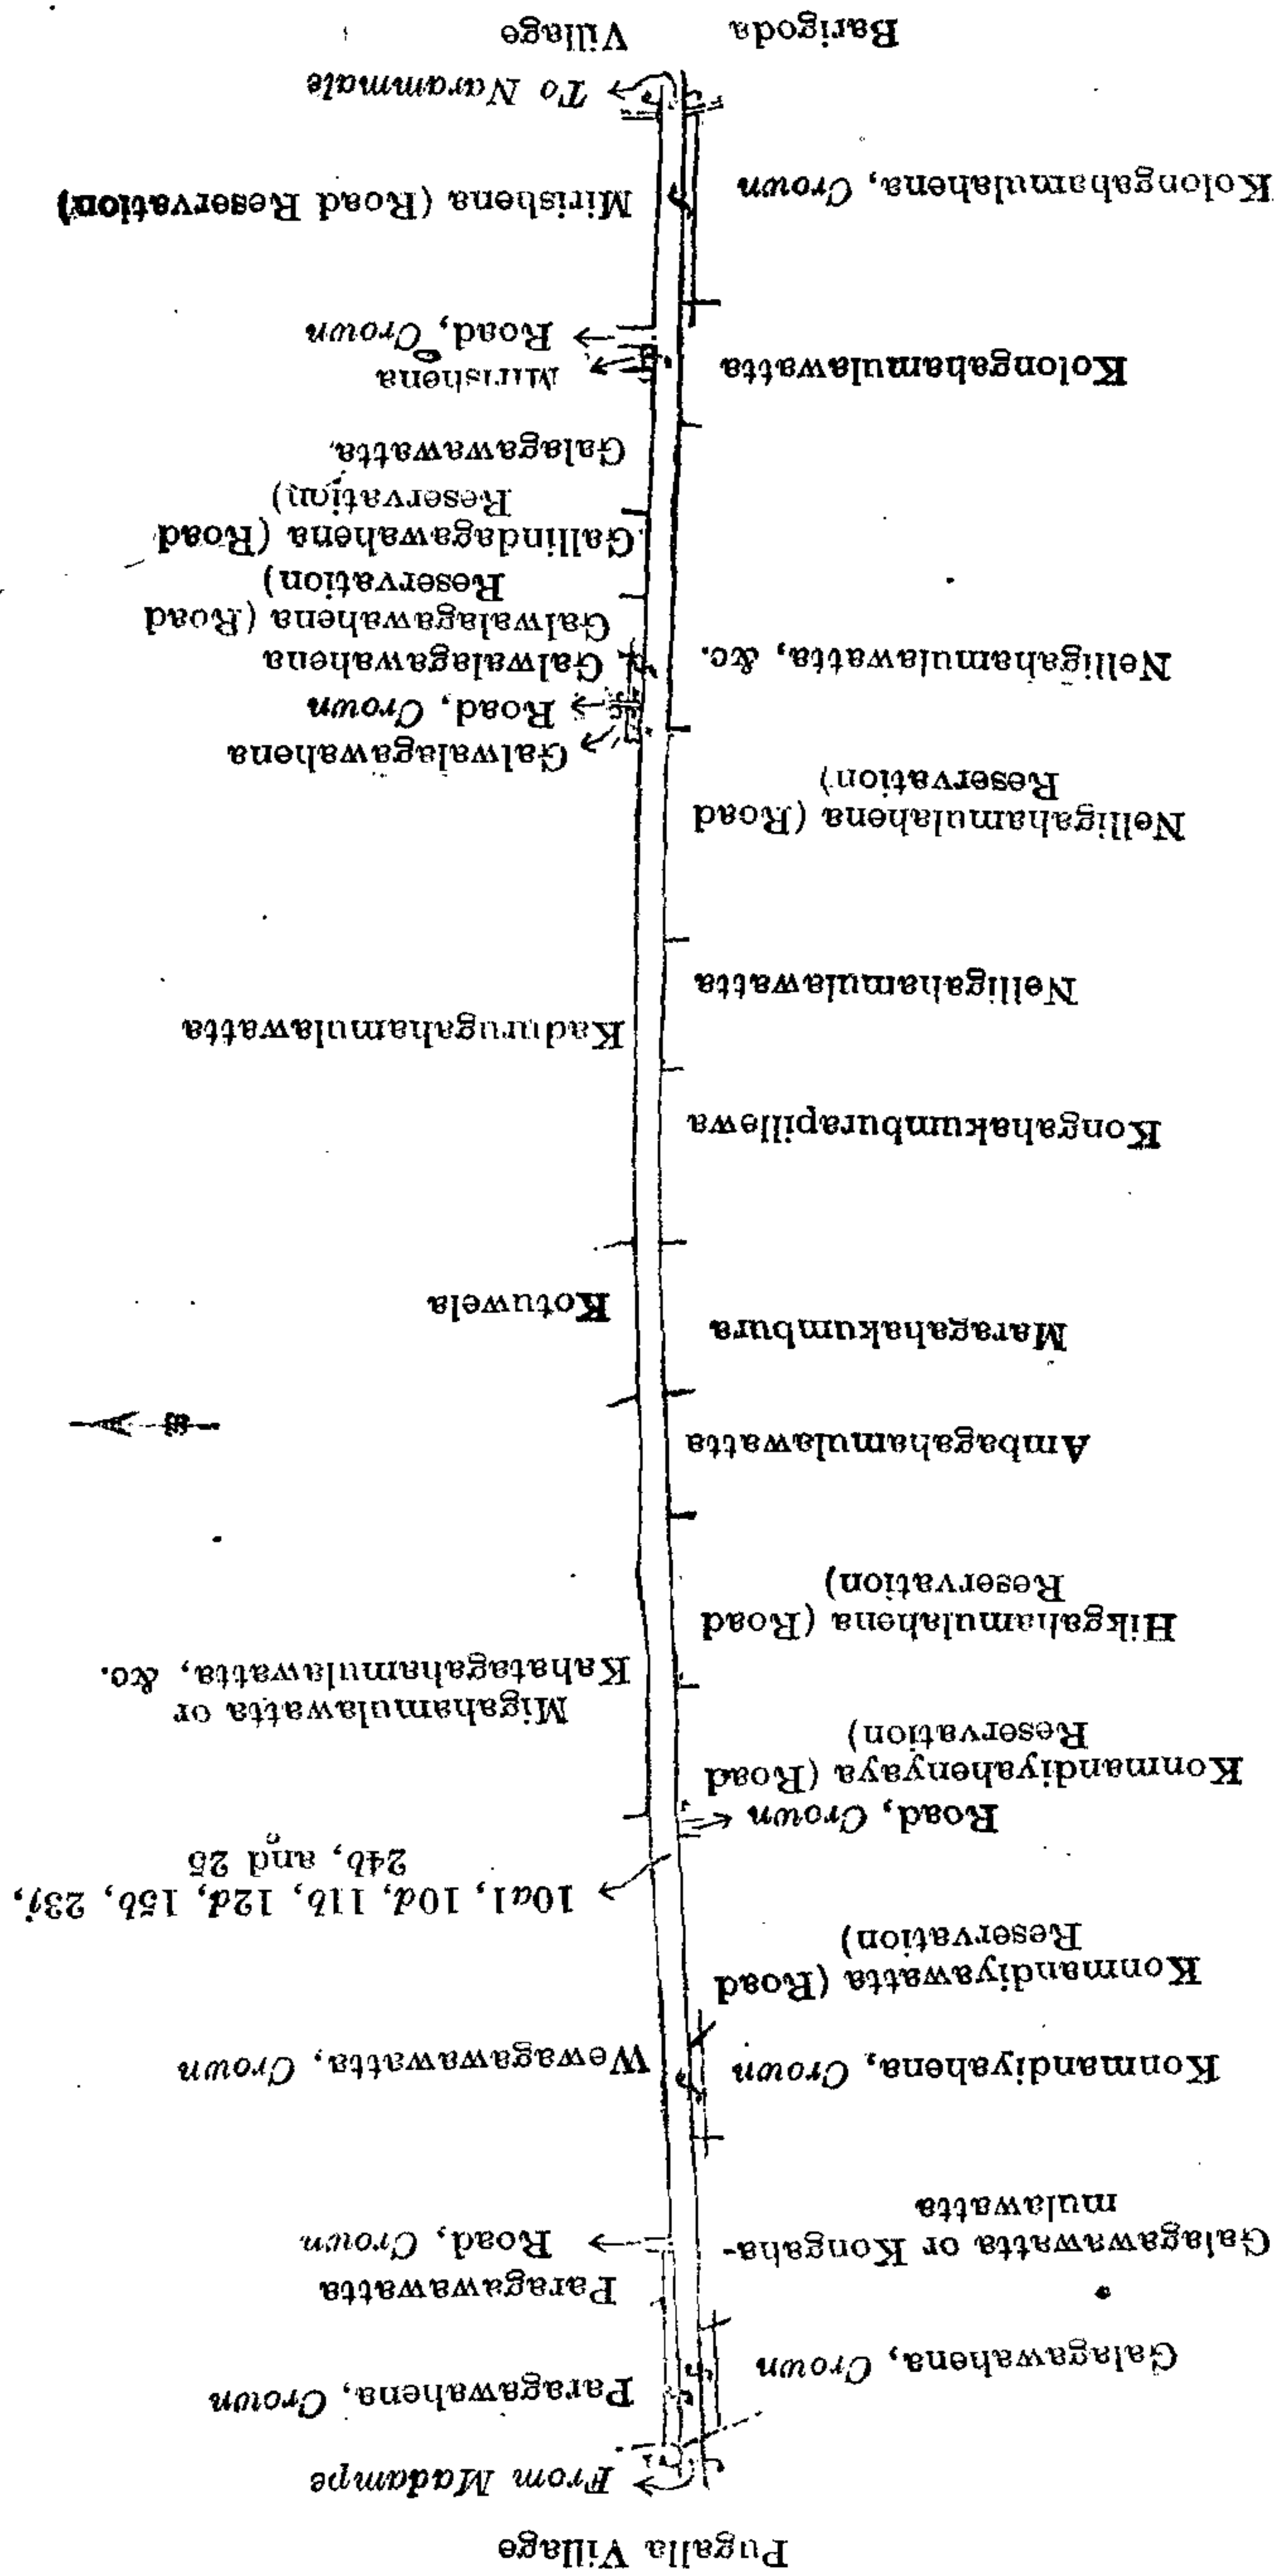 Pugalla Village
From Madampe
Galagawahena, Crown
Paragawahena, Crown
Paragawawatta
Road, Crown
Galagawawatta or Kongaha-
mulawatta
Konmandiyahena, Crown
Wewagawawatta, Crown
Konmandiyawatta (Road
Reservation)
10a1, 10d, 11b, 12d, 15b, 23j,
24b, and 25
Road, Crown
Konmandiyahenyaya (Road
Reservation)
Migahamulawatta or
Kahatagahamulawatta, &c.
Hikgahamulahena (Road
Reservation)
Ambagahamulawatta
Maragahakumbura
Kotuwela
Kongahakumburapillewa
Kadurugahamulawatta
Nelligahamulawatta
Nelligahamulahena (Road
Reservation)
Galwalagawahena
Road, Crown
Galwalagawahena
Galwalagawahena (Road
Reservation)
Nelligahamulawatta, &c.
Gallindagawahena (Road
Reservation)
Galagawawatta
Kolongahamulawatta
Mirishena
Road, Crown
Mirishena (Road Reservation)
Kolongahamulahena, Crown
To Narammale
Barigoda Village